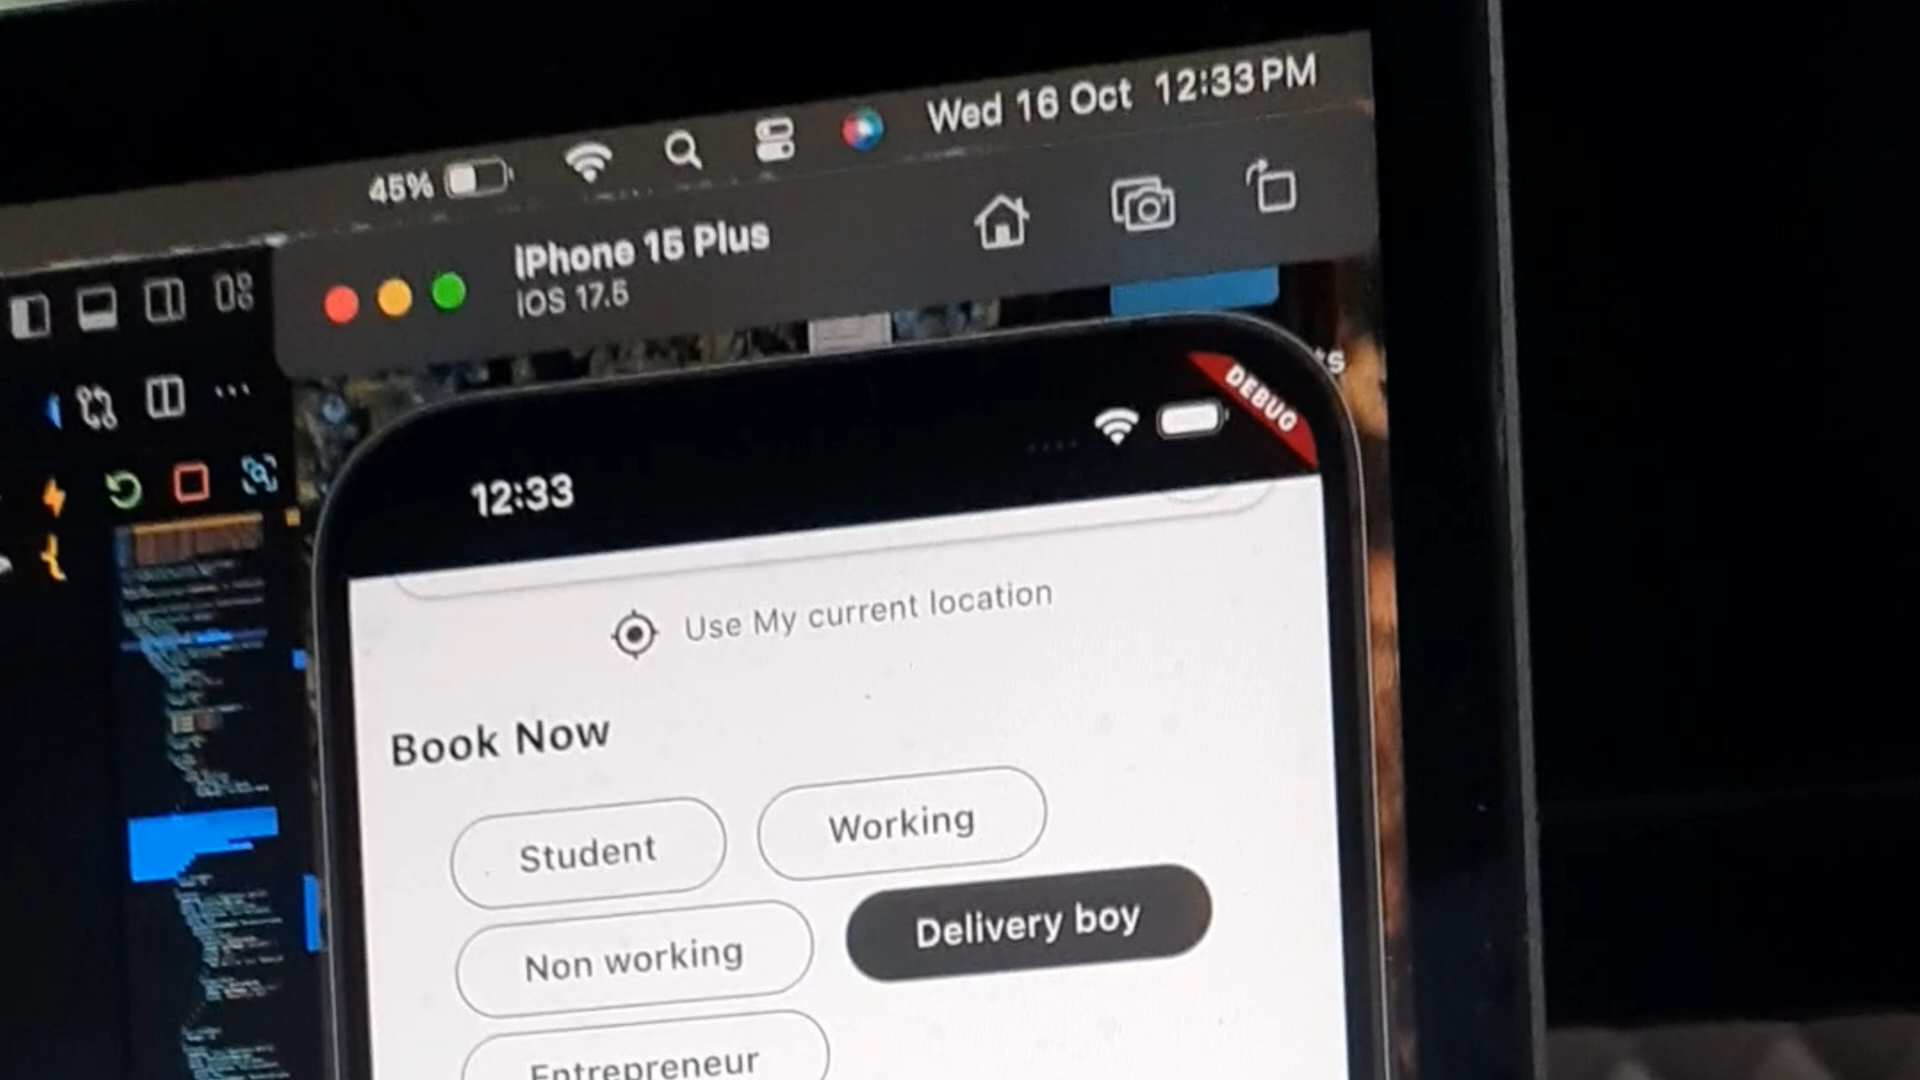 45% Wed 16 Oct 12:33 PM
iPhone 15 Plus
iOS 17.5
DEBUG
12:33
Use My current location
Book Now
Student Working
Non working Delivery boy
Entrepreneur